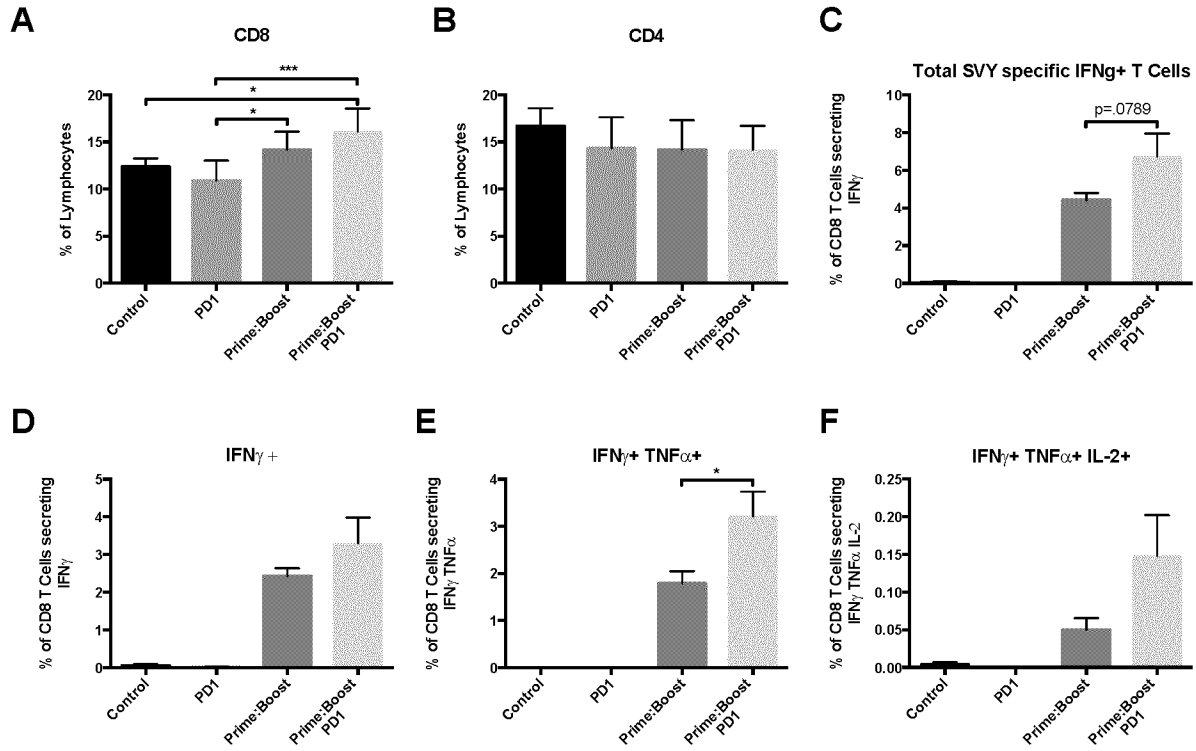 A
CD8
% of Lymphocytes
20
15
10
5
0
***
*
*
Control
PD1
Prime:Boost
Prime:Boost
PD1
B
CD4
% of Lymphocytes
20
15
10
5
0
Control
PD1
Prime:Boost
Prime:Boost
PD1
C
Total SVY specific IFNg+ T Cells
% of CD8 T Cells secreting
IFNγ
10
8
6
4
2
0
p=.0789
Control
PD1
Prime:Boost
Prime:Boost
PD1
D
IFNγ +
% of CD8 T Cells secreting
IFNγ
5
4
3
2
1
0
Control
PD1
Prime:Boost
Prime:Boost
PD1
E
IFNγ+ TNFα+
% of CD8 T Cells secreting
IFNγ TNFα
4
3
2
1
0
*
Control
PD1
Prime:Boost
Prime:Boost
PD1
F
IFNγ+ TNFα+ IL-2+
% of CD8 T Cells secreting
IFNγ TNFα IL-2
0.25
0.20
0.15
0.10
0.05
0.00
Control
PD1
Prime:Boost
Prime:Boost
PD1